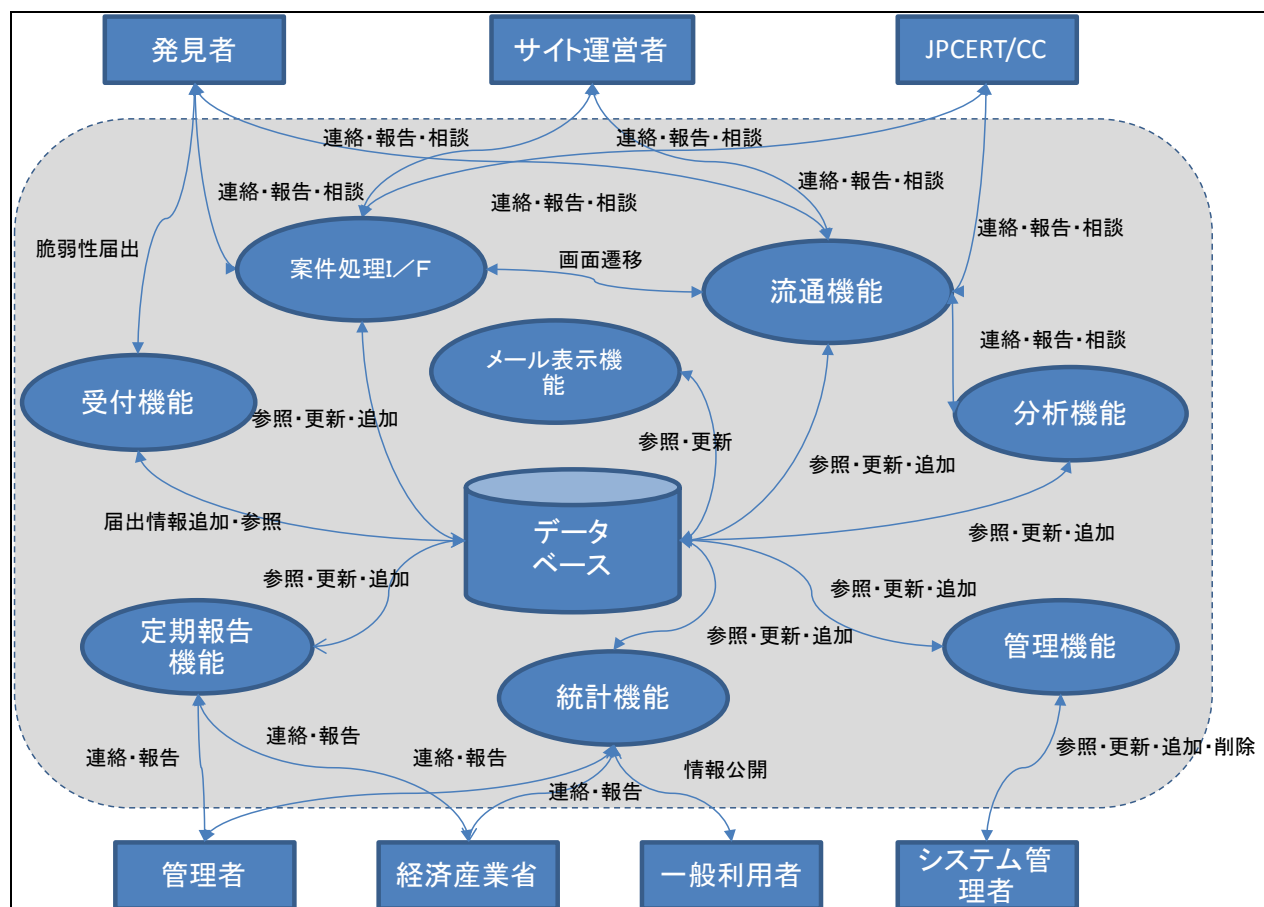 発見者
サイト運営者
JPCERT/CC
連絡・報告・相談
連絡・報告・相談
連絡・報告・相談
連絡・報告・相談
連絡・報告・相談
連絡・報告・相談
脆弱性届出
案件処理I／F
画面遷移
流通機能
連絡・報告・相談
メール表示機
能
受付機能
分析機能
参照・更新・追加
参照・更新
参照・更新・追加
届出情報追加・参照
データ
ベース
参照・更新・追加
参照・更新・追加
参照・更新・追加
定期報告
機能
参照・更新・追加
管理機能
統計機能
連絡・報告
連絡・報告
連絡・報告
情報公開
参照・更新・追加・削除
連絡・報告
管理者
経済産業省
一般利用者
システム管
理者